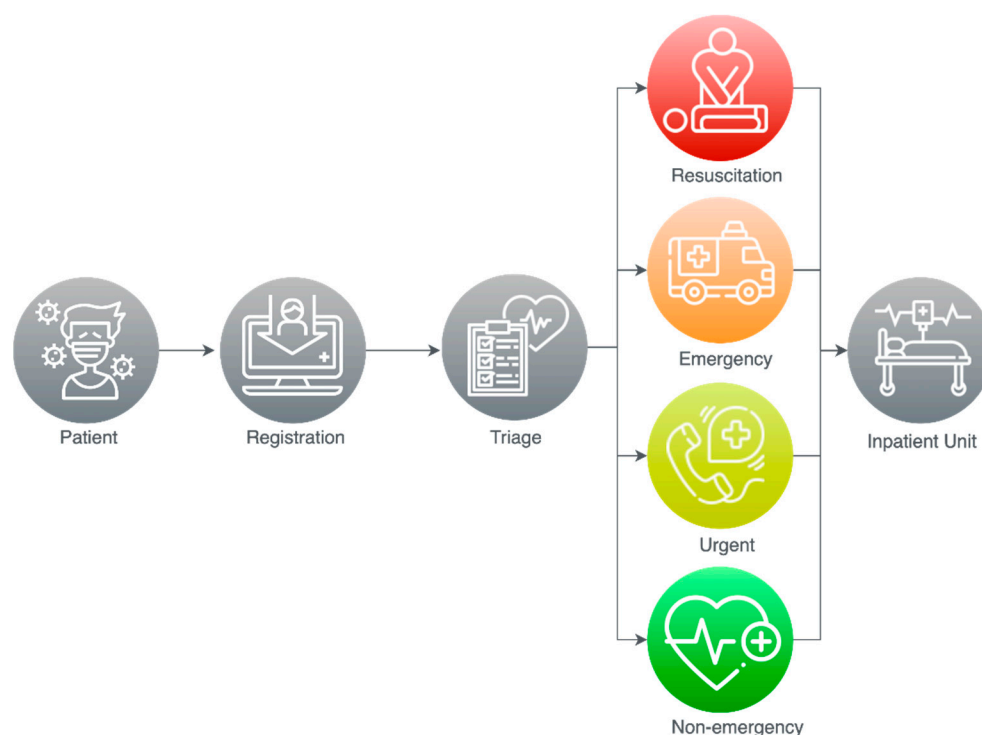 Resuscitation
Emergency
Patient
Registration
Triage
Inpatient Unit
Urgent
Non-emergency